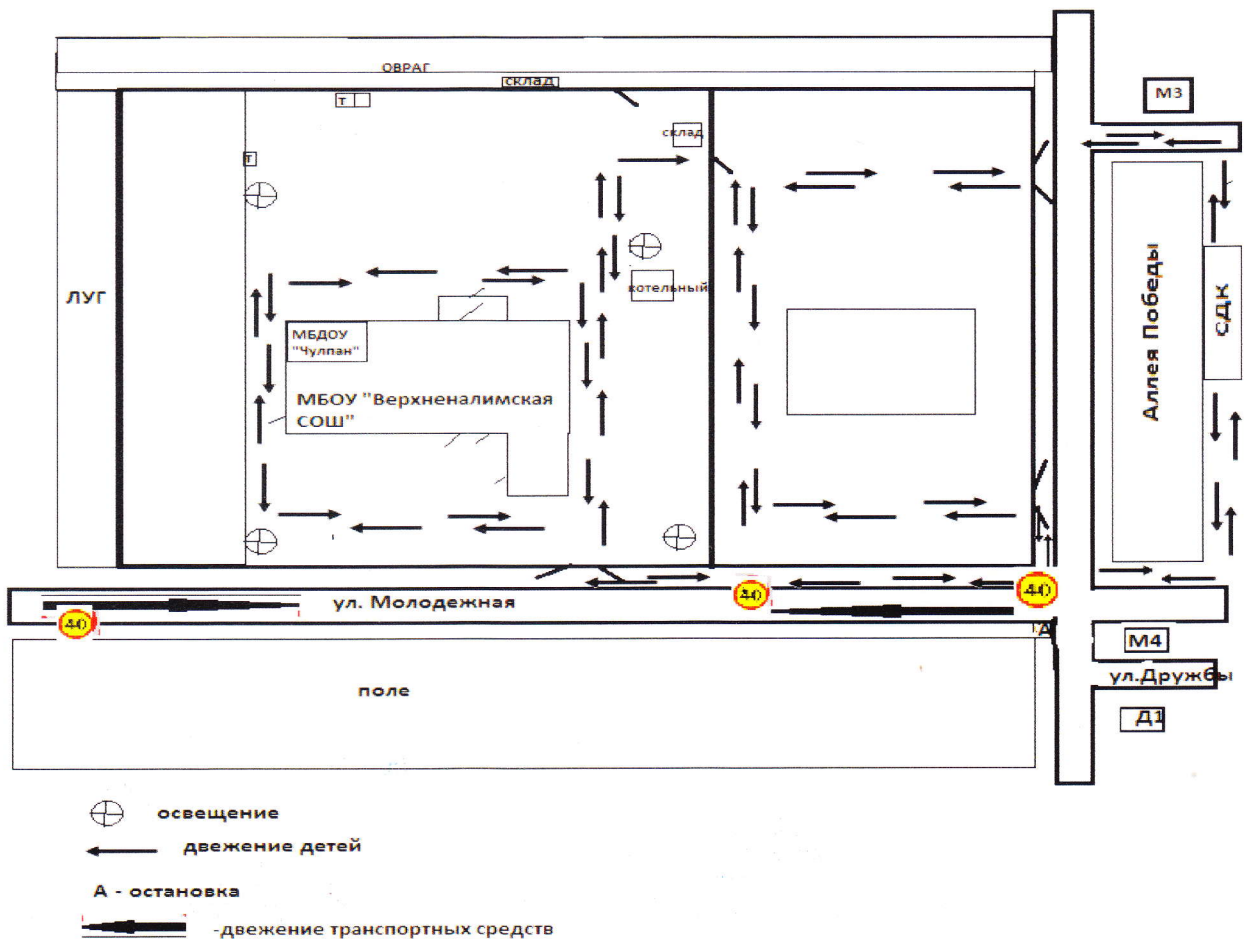 ОВРАГ
склад
М3
т
склад
т
ЛУГ
котельный
Аллея Победы
СДК
МБДОУ
"Чулпан"
МБОУ "Верхненалимская
СОШ"
40
40
40
ул. Молодежная
А
М4
ул.Дружбы
поле
Д1
освещение
двежение детей
А - остановка
-двежение транспортных средств